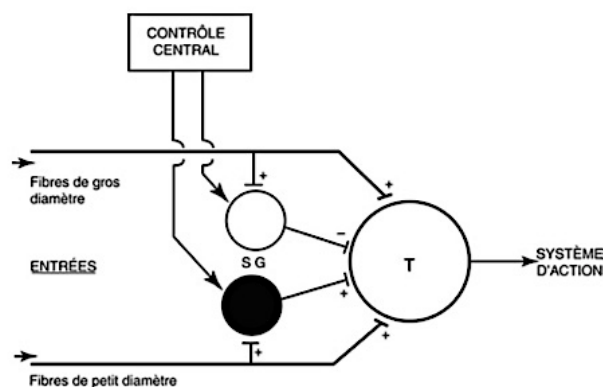 CONTRÔLE
CENTRAL
+
Fibres de gros
diamètre
+
−
ENTRÉES
S G
T
SYSTÈME
D'ACTION
+
+
+
Fibres de petit diamètre